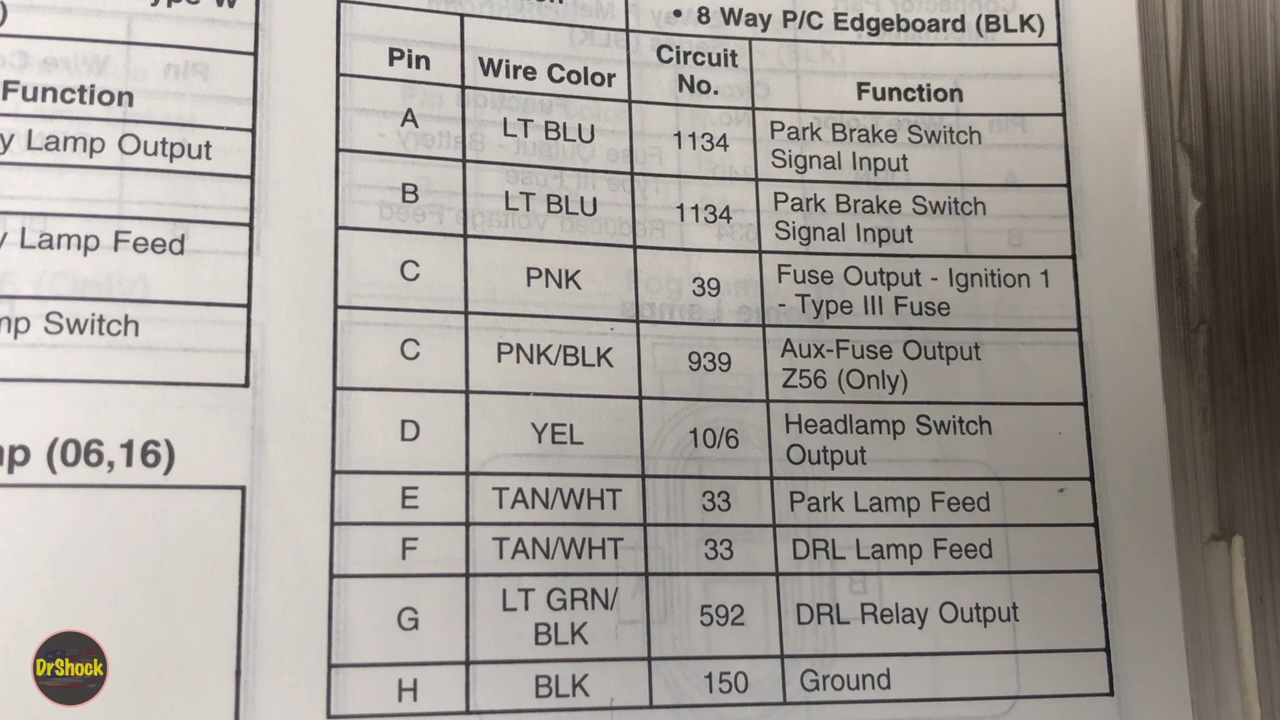 Function
y Lamp Output
y Lamp Feed
mp Switch
mp (06,16)
• 8 Way P/C Edgeboard (BLK)
Pin Wire Color Circuit No. Function
A LT BLU 1134 Park Brake Switch
Signal Input
B LT BLU 1134 Park Brake Switch
Signal Input
C PNK 39 Fuse Output - Ignition 1
- Type III Fuse
C PNK/BLK 939 Aux-Fuse Output
Z56 (Only)
D YEL 10/6 Headlamp Switch
Output
E TAN/WHT 33 Park Lamp Feed
F TAN/WHT 33 DRL Lamp Feed
G LT GRN/
BLK 592 DRL Relay Output
H BLK 150 Ground
DrShock